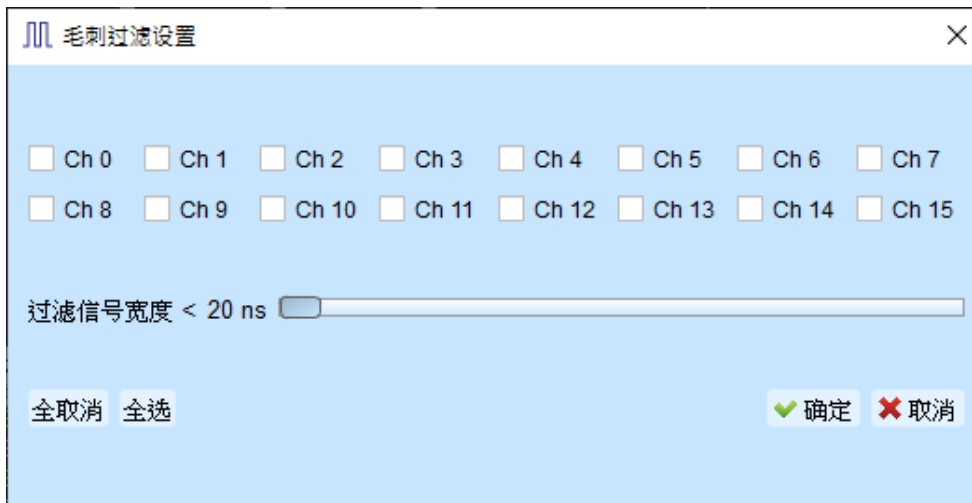 毛刺过滤设置
Ch 0 Ch 1 Ch 2 Ch 3 Ch 4 Ch 5 Ch 6 Ch 7
Ch 8 Ch 9 Ch 10 Ch 11 Ch 12 Ch 13 Ch 14 Ch 15
过滤信号宽度 < 20 ns
全取消 全选 确定 取消